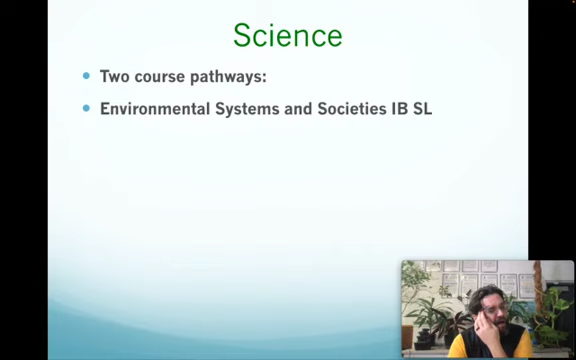 Science
Two course pathways:
Environmental Systems and Societies IB SL